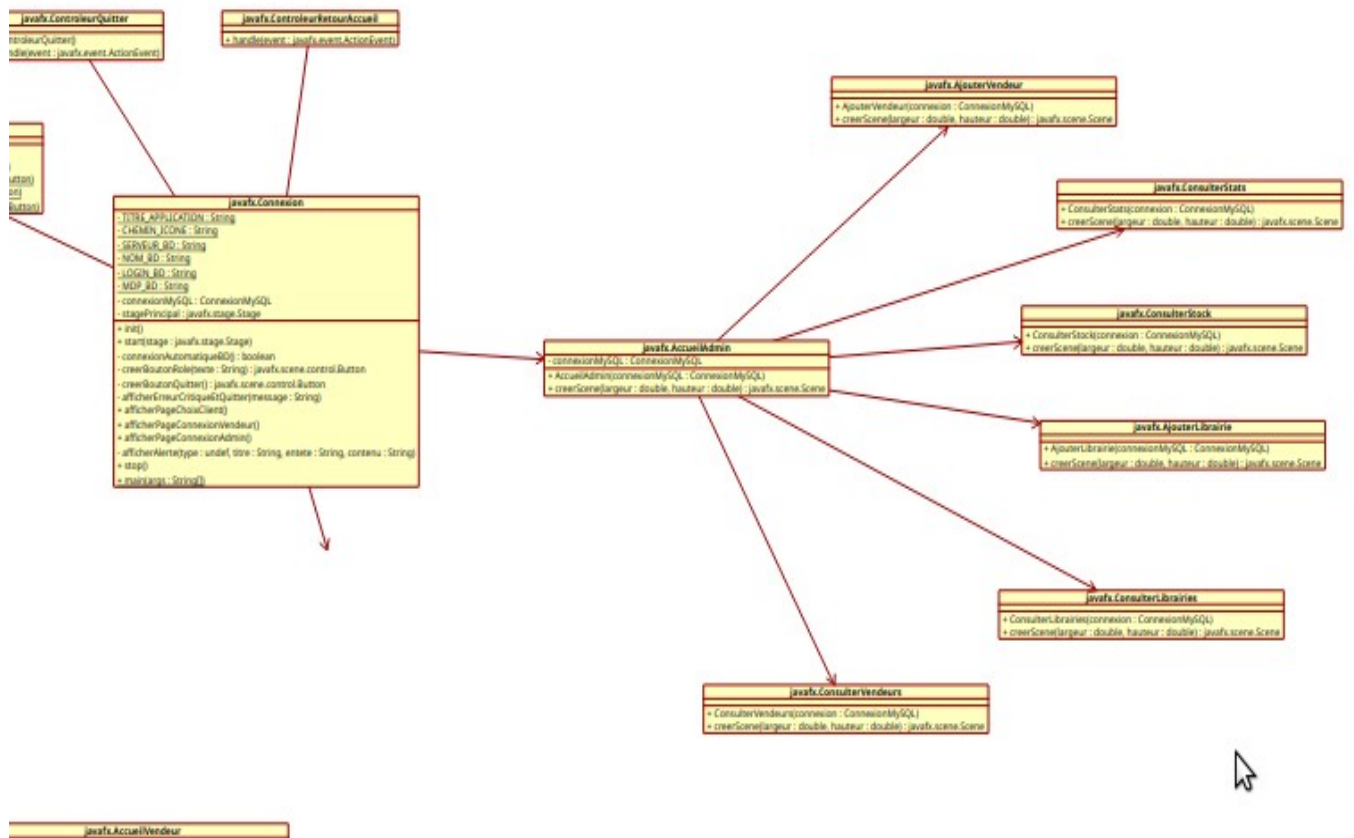 javafx.ControleurQuitter
ntroleurQuitter()
ndle(event : javafx.event.ActionEvent)
javafx.ControleurRetourAccueil
+ handle(event : javafx.event.ActionEvent)
javafx.AjouterVendeur
+ AjouterVendeur(connexion : ConnexionMySQL)
+ creerScene(largeur : double, hauteur : double) : javafx.scene.Scene
)
utton)
on)
Button)
javafx.ConsulterStats
+ ConsulterStats(connexion : ConnexionMySQL)
+ creerScene(largeur : double, hauteur : double) : javafx.scene.Scene
javafx.Connexion
- TITRE_APPLICATION : String
- CHEMIN_ICONE : String
- SERVEUR_BD : String
- NOM_BD : String
- LOGIN_BD : String
- MDP_BD : String
- connexionMySQL : ConnexionMySQL
- stagePrincipal : javafx.stage.Stage
+ init()
+ start(stage : javafx.stage.Stage)
- connexionAutomatiqueBD() : boolean
- creerBoutonRole(texte : String) : javafx.scene.control.Button
- creerBoutonQuitter() : javafx.scene.control.Button
- afficherErreurCritiqueEtQuitter(message : String)
+ afficherPageChoixClient()
+ afficherPageConnexionVendeur()
+ afficherPageConnexionAdmin()
- afficherAlerte(type : undef, titre : String, entete : String, contenu : String)
+ stop()
+ main(args : String[])
javafx.ConsulterStock
+ ConsulterStock(connexion : ConnexionMySQL)
+ creerScene(largeur : double, hauteur : double) : javafx.scene.Scene
javafx.AccueilAdmin
- connexionMySQL : ConnexionMySQL
+ AccueilAdmin(connexionMySQL : ConnexionMySQL)
+ creerScene(largeur : double, hauteur : double) : javafx.scene.Scene
javafx.AjouterLibrairie
+ AjouterLibrairie(connexionMySQL : ConnexionMySQL)
+ creerScene(largeur : double, hauteur : double) : javafx.scene.Scene
javafx.ConsulterLibrairies
+ ConsulterLibrairies(connexion : ConnexionMySQL)
+ creerScene(largeur : double, hauteur : double) : javafx.scene.Scene
javafx.ConsulterVendeurs
+ ConsulterVendeurs(connexion : ConnexionMySQL)
+ creerScene(largeur : double, hauteur : double) : javafx.scene.Scene
javafx.AccueilVendeur